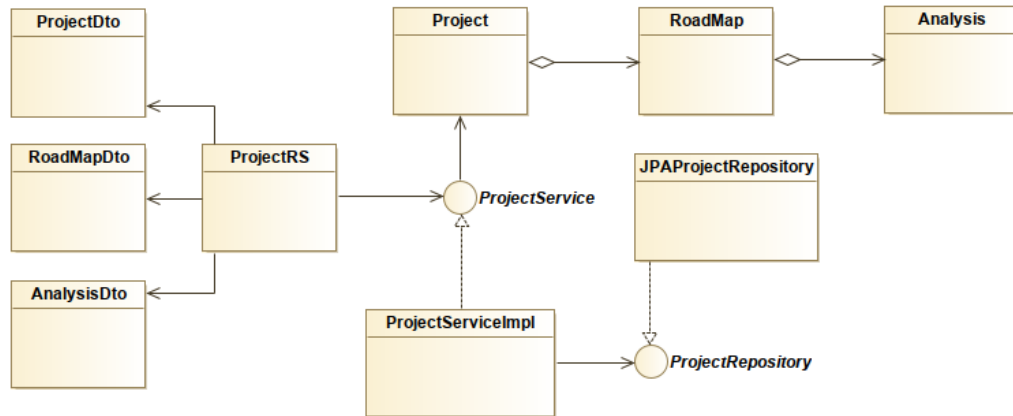 ProjectDto
Project
RoadMap
Analysis
RoadMapDto
ProjectRS
JPAProjectRepository
ProjectService
AnalysisDto
ProjectServiceImpl
ProjectRepository